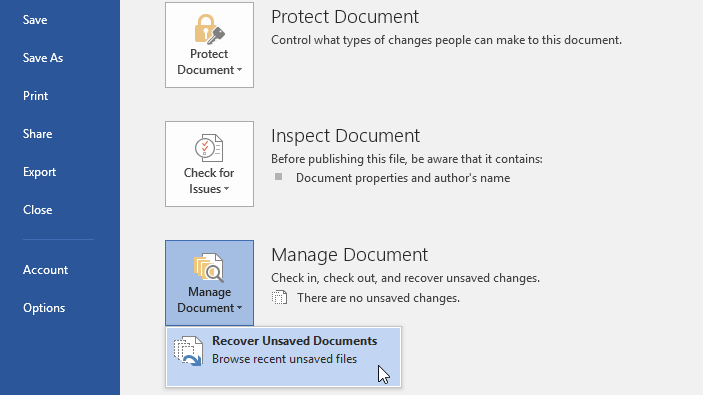 Save
Save As
Print
Share
Export
Close
Account
Options
Protect
Document
Protect Document
Control what types of changes people can make to this document.
Check for
Issues
Inspect Document
Before publishing this file, be aware that it contains:
Document properties and author's name
Manage
Document
Manage Document
Check in, check out, and recover unsaved changes.
There are no unsaved changes.
Recover Unsaved Documents
Browse recent unsaved files